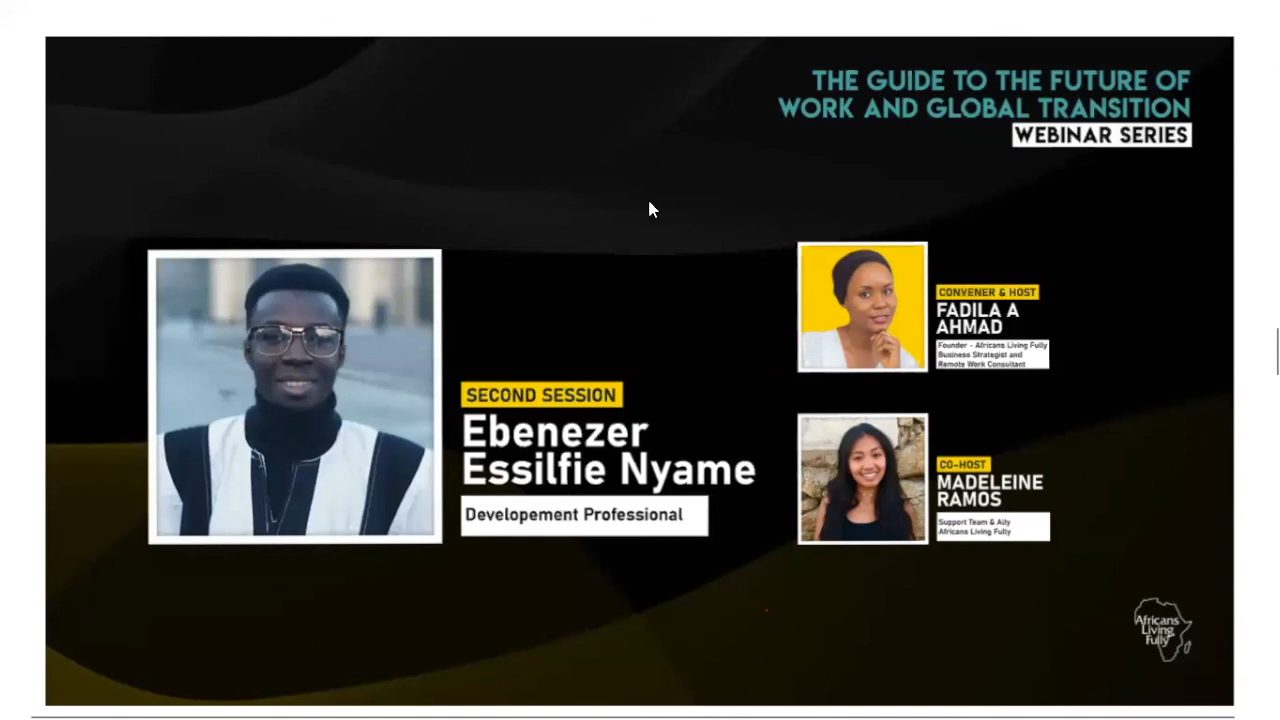 THE GUIDE TO THE FUTURE OF
WORK AND GLOBAL TRANSITION
WEBINAR SERIES
SECOND SESSION
Ebenezer
Essilfie Nyame
Developement Professional
CONVENER & HOST
FADILA A
AHMAD
Founder - Africans Living Fully
Business Strategist and
Remote Work Consultant
CO-HOST
MADELEINE
RAMOS
Support Team & Ally
Africans Living Fully
Africans
Living
Fully